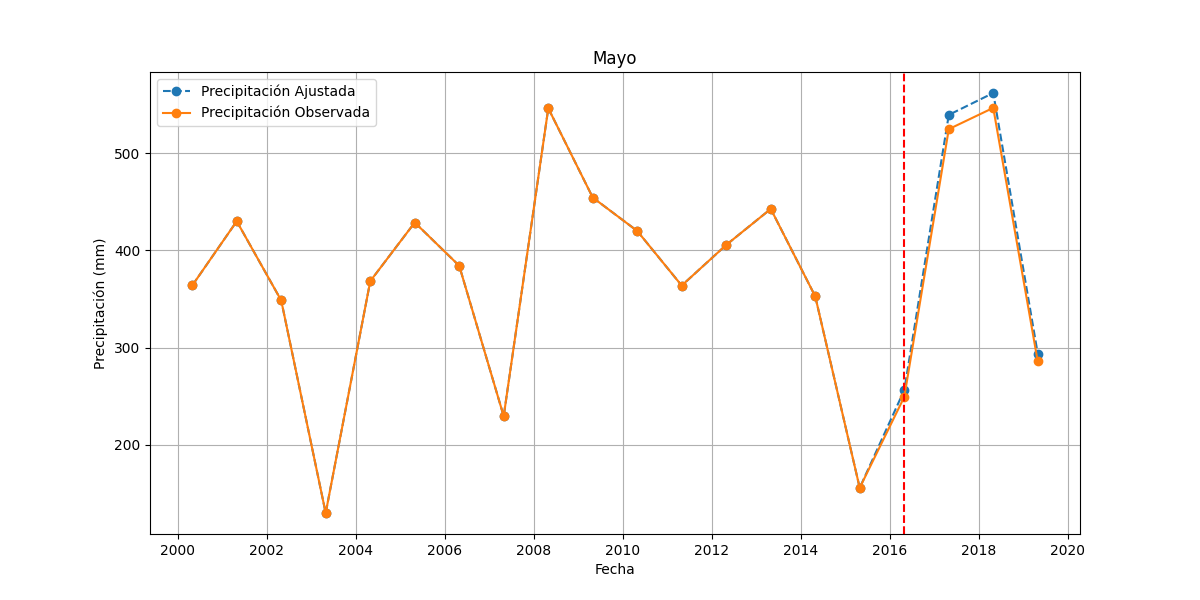 Mayo
Precipitación Ajustada
Precipitación Observada
Precipitación (mm)
500
400
300
200
2000 2002 2004 2006 2008 2010 2012 2014 2016 2018 2020
Fecha